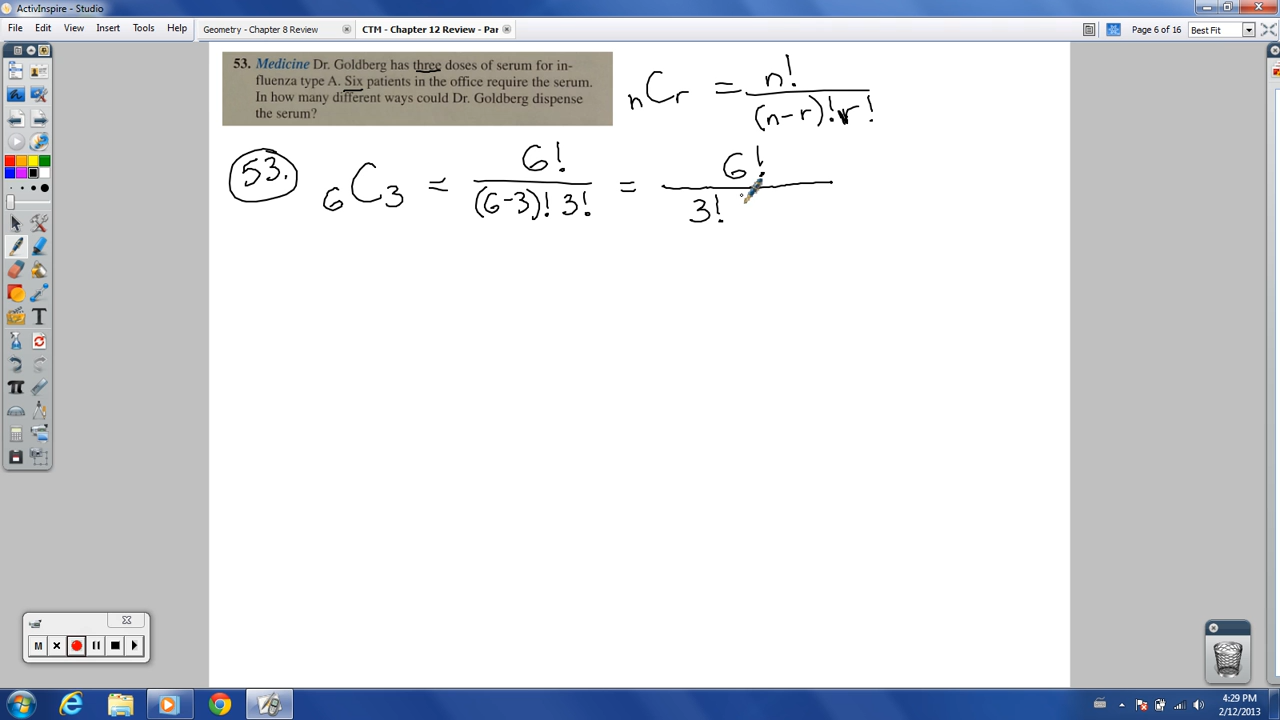 ActivInspire - Studio
File Edit View Insert Tools Help
Geometry - Chapter 8 Review
CTM - Chapter 12 Review - Par
Page 6 of 16
Best Fit
53. Medicine Dr. Goldberg has three doses of serum for in-
fluenza type A. Six patients in the office require the serum.
In how many different ways could Dr. Goldberg dispense
the serum?
nCr = n! / (n-r)! r!
53. 6C3 = 6! / (6-3)! 3! = 6! / 3!
T
M
4:29 PM
2/12/2013